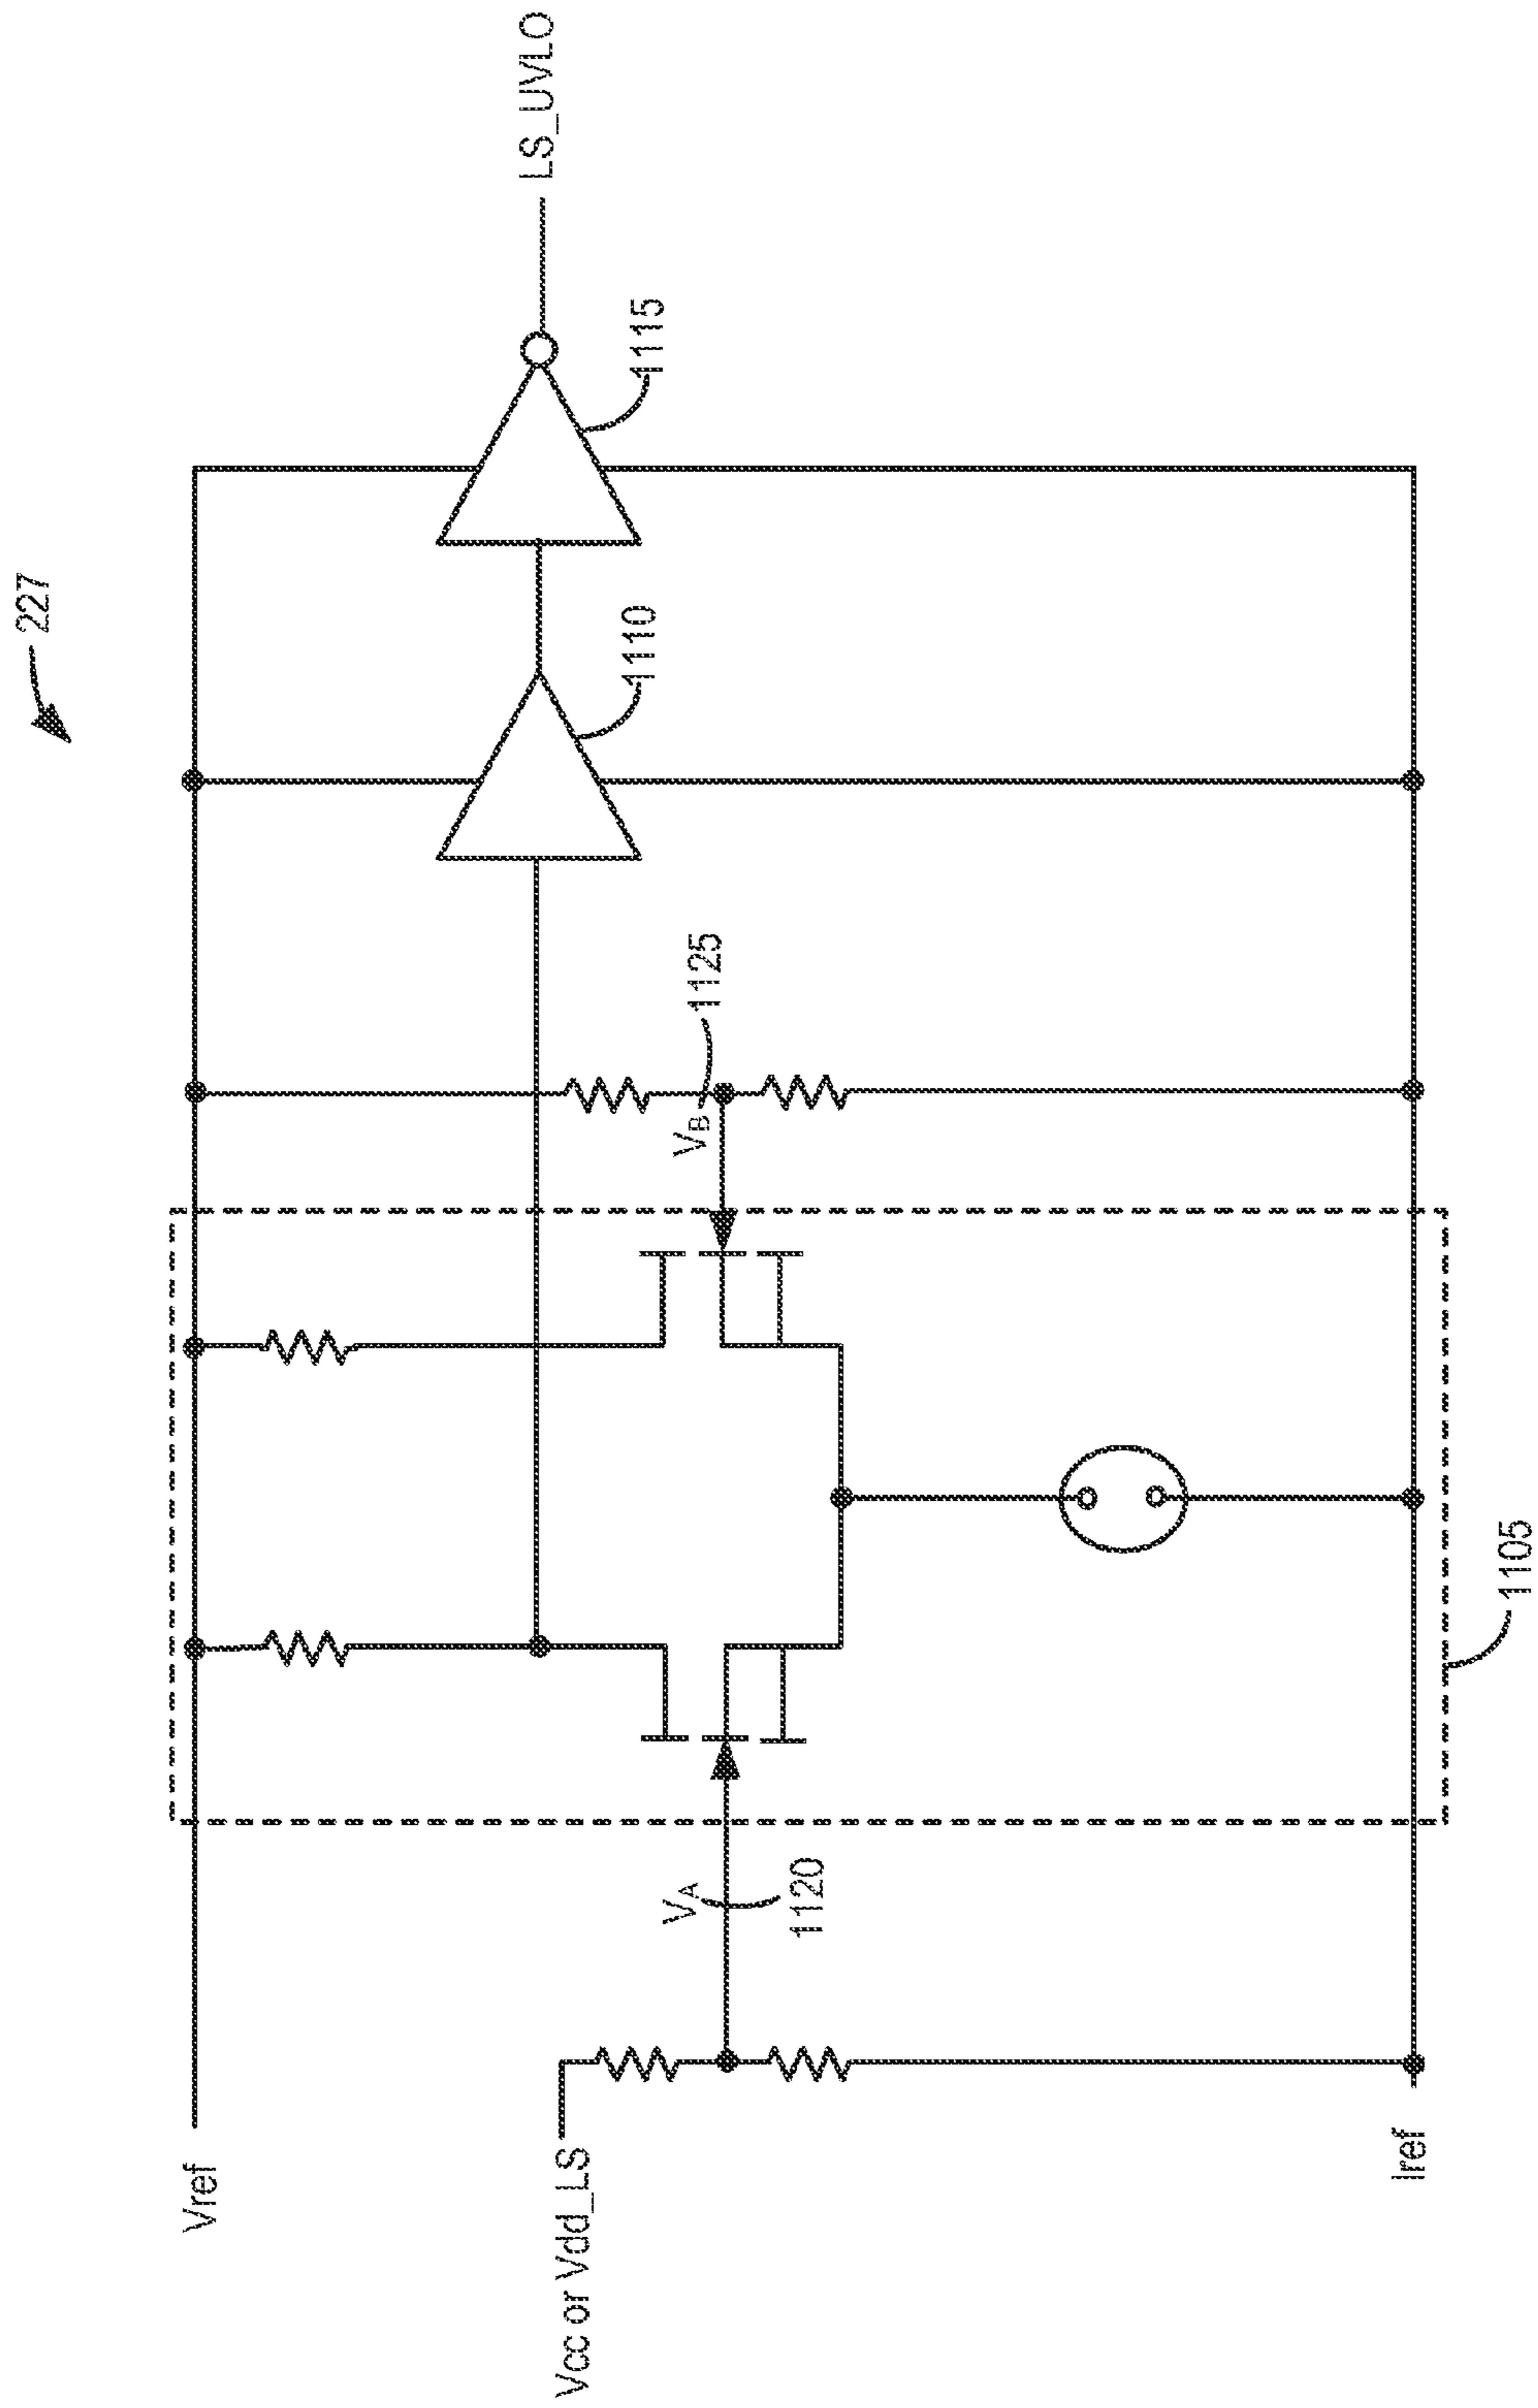 227
Vref
Vcc or Vdd_LS
Iref
VA
1120
1105
VB
1125
1110
1115
LS_UVLO